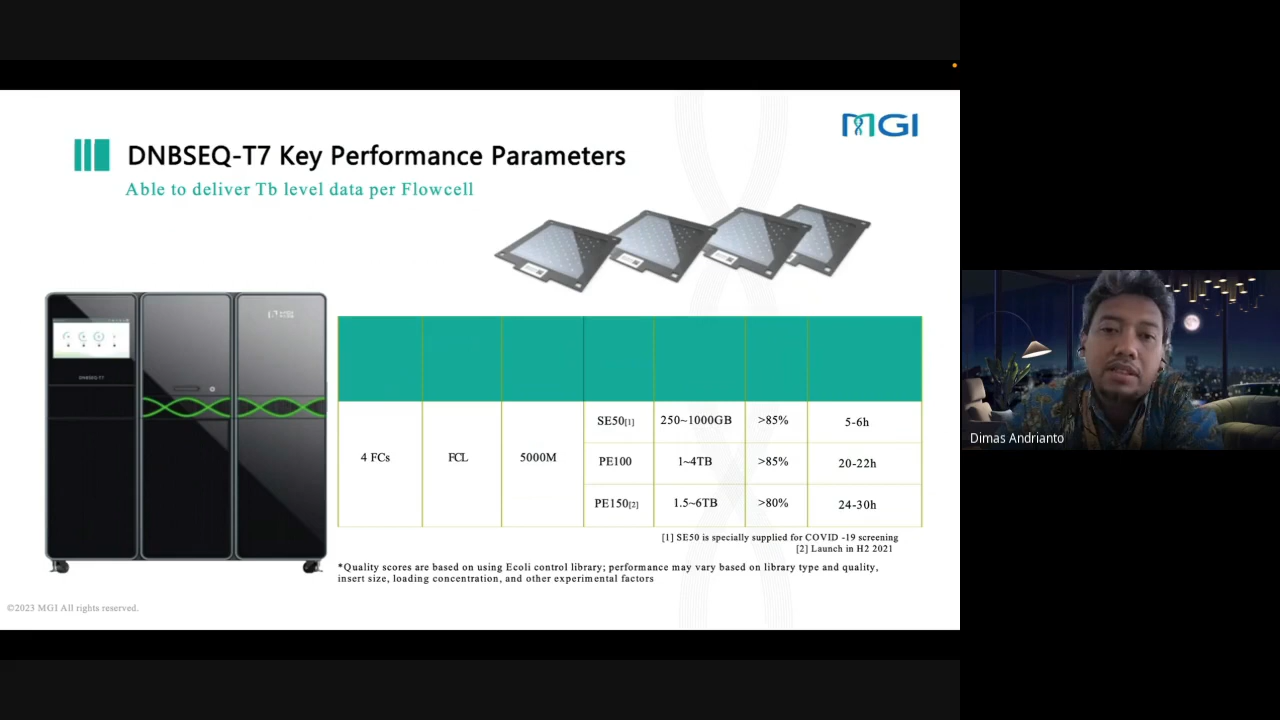 MGI
DNBSEQ-T7 Key Performance Parameters
Able to deliver Tb level data per Flowcell
DNBSEQ-T7
4 FCs
FCL
5000M
SE50[1]
250~1000GB
>85%
5-6h
PE100
1~4TB
>85%
20-22h
PE150[2]
1.5~6TB
>80%
24-30h
[1] SE50 is specially supplied for COVID -19 screening
[2] Launch in H2 2021
*Quality scores are based on using Ecoli control library; performance may vary based on library type and quality,
insert size, loading concentration, and other experimental factors
©2023 MGI All rights reserved.
Dimas Andrianto